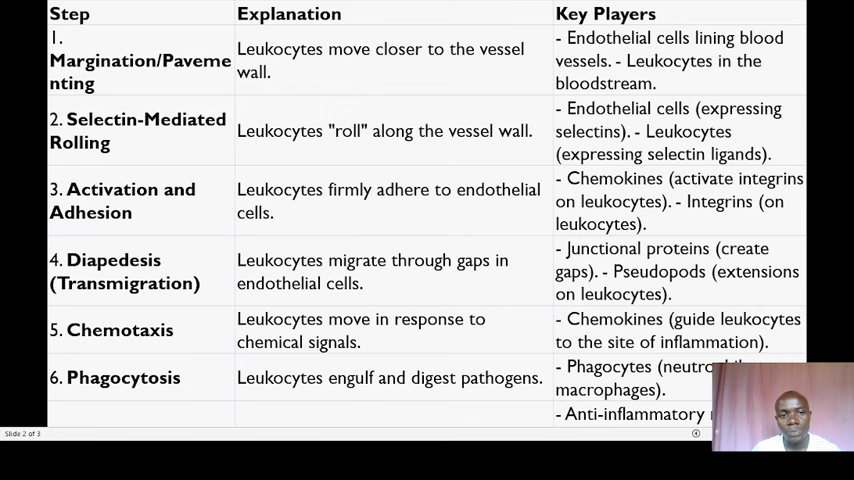 Step Explanation Key Players
1.
Margination/Paveme
nting
Leukocytes move closer to the vessel
wall.
- Endothelial cells lining blood
vessels. - Leukocytes in the
bloodstream.
2. Selectin-Mediated
Rolling
Leukocytes "roll" along the vessel wall.
- Endothelial cells (expressing
selectins). - Leukocytes
(expressing selectin ligands).
3. Activation and
Adhesion
Leukocytes firmly adhere to endothelial
cells.
- Chemokines (activate integrins
on leukocytes). - Integrins (on
leukocytes).
4. Diapedesis
(Transmigration)
Leukocytes migrate through gaps in
endothelial cells.
- Junctional proteins (create
gaps). - Pseudopods (extensions
on leukocytes).
5. Chemotaxis
Leukocytes move in response to
chemical signals.
- Chemokines (guide leukocytes
to the site of inflammation).
6. Phagocytosis
Leukocytes engulf and digest pathogens.
- Phagocytes
macrophages).
- Anti-inflammatory
Slide 2 of 3